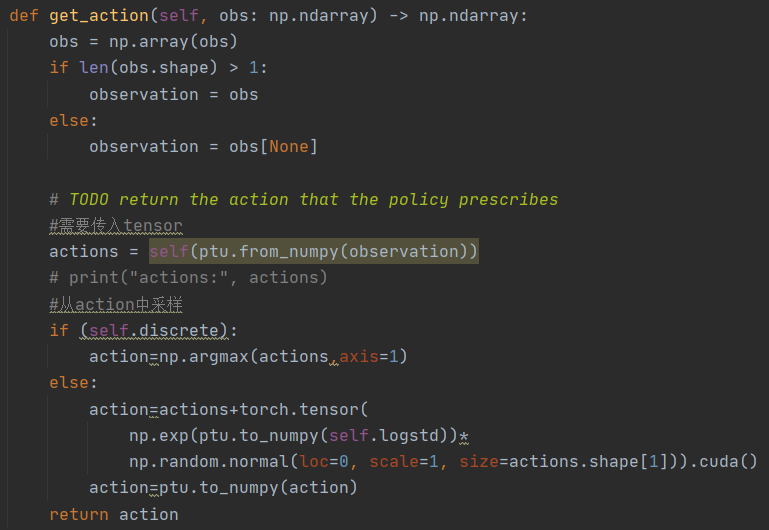 def get_action(self, obs: np.ndarray) -> np.ndarray:
    obs = np.array(obs)
    if len(obs.shape) > 1:
        observation = obs
    else:
        observation = obs[None]

    # TODO return the action that the policy prescribes
    #需要传入tensor
    actions = self(ptu.from_numpy(observation))
    # print("actions:", actions)
    #从action中采样
    if (self.discrete):
        action=np.argmax(actions,axis=1)
    else:
        action=actions+torch.tensor(
            np.exp(ptu.to_numpy(self.logstd))*
            np.random.normal(loc=0, scale=1, size=actions.shape[1])).cuda()
        action=ptu.to_numpy(action)
    return action